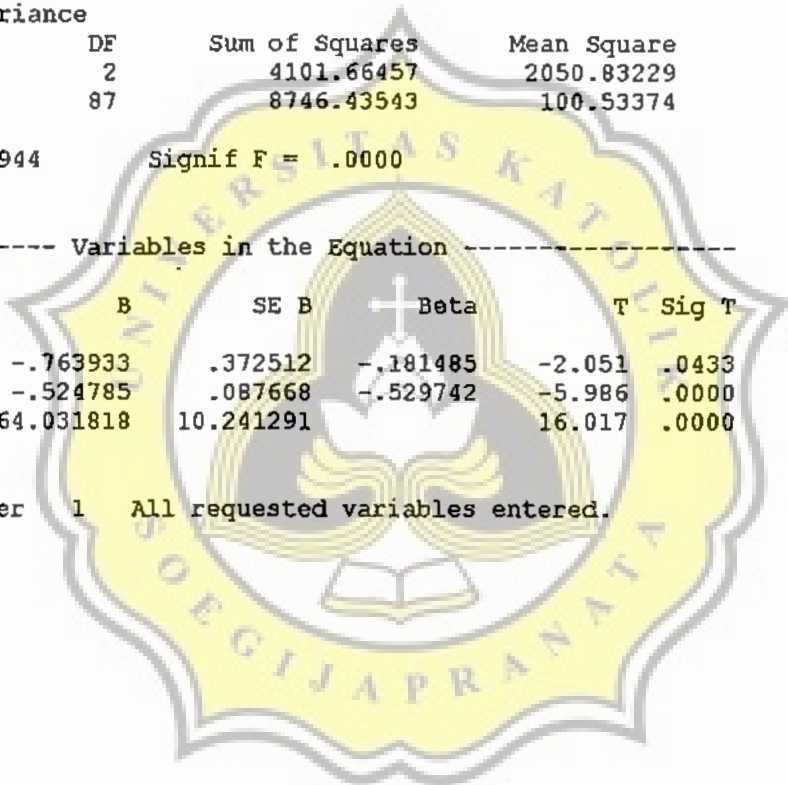 riance
DF Sum of Squares Mean Square
2 4101.66457 2050.83229
87 8746.43543 100.53374
944 Signif F = .0000
---- Variables in the Equation ------------------
B SE B Beta T Sig T
-.763933 .372512 -.181485 -2.051 .0433
-.524785 .087668 -.529742 -5.986 .0000
64.031818 10.241291 16.017 .0000
er 1 All requested variables entered.
UNIVERSITAS KATOLIK
SOEGIJAPRANATA